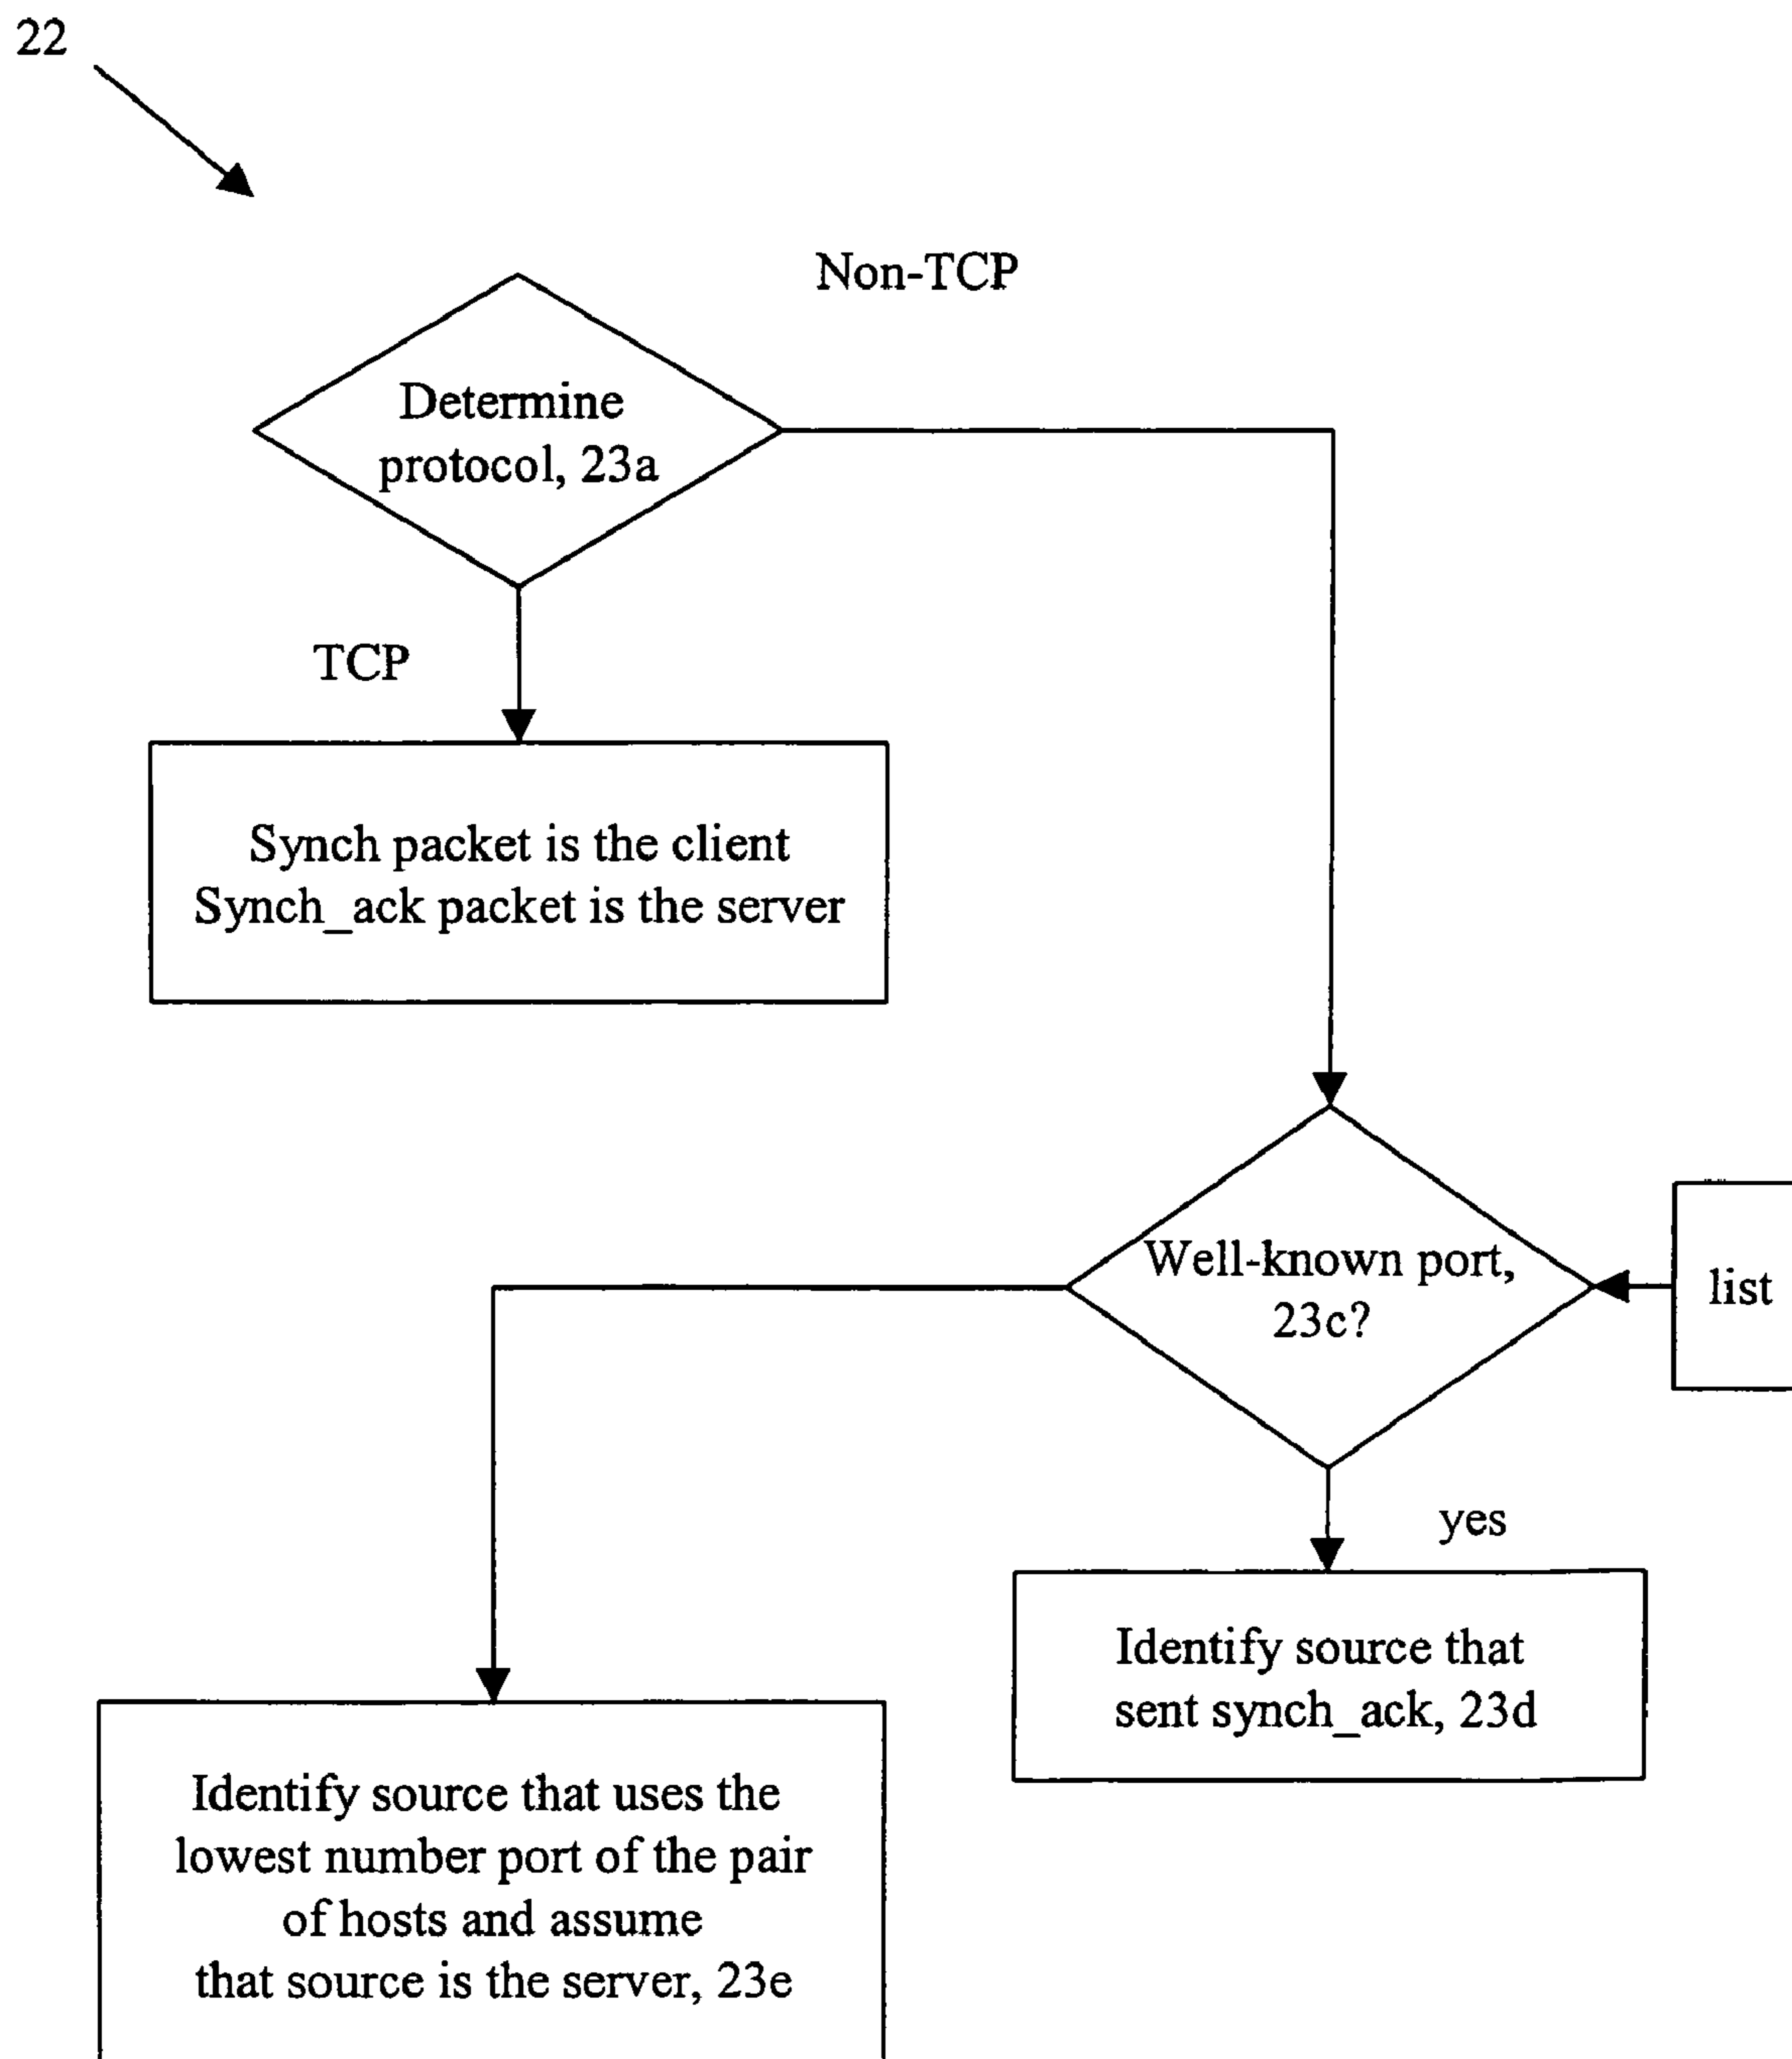 22
Non-TCP
Determine
protocol, 23a
TCP
Synch packet is the client
Synch_ack packet is the server
Well-known port,
23c?
list
yes
Identify source that
sent synch_ack, 23d
Identify source that uses the
lowest number port of the pair
of hosts and assume
that source is the server, 23e